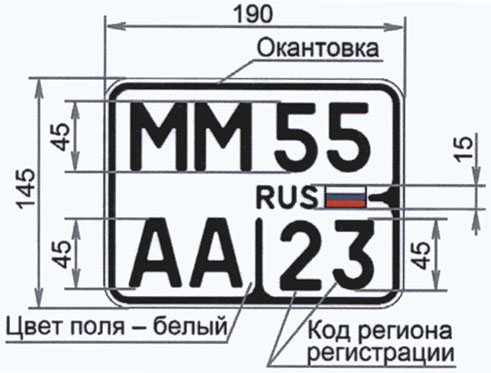 190
Окантовка
145
45
ММ 55
15
RUS
45
АА 23
45
Цвет поля – белый
Код региона
регистрации